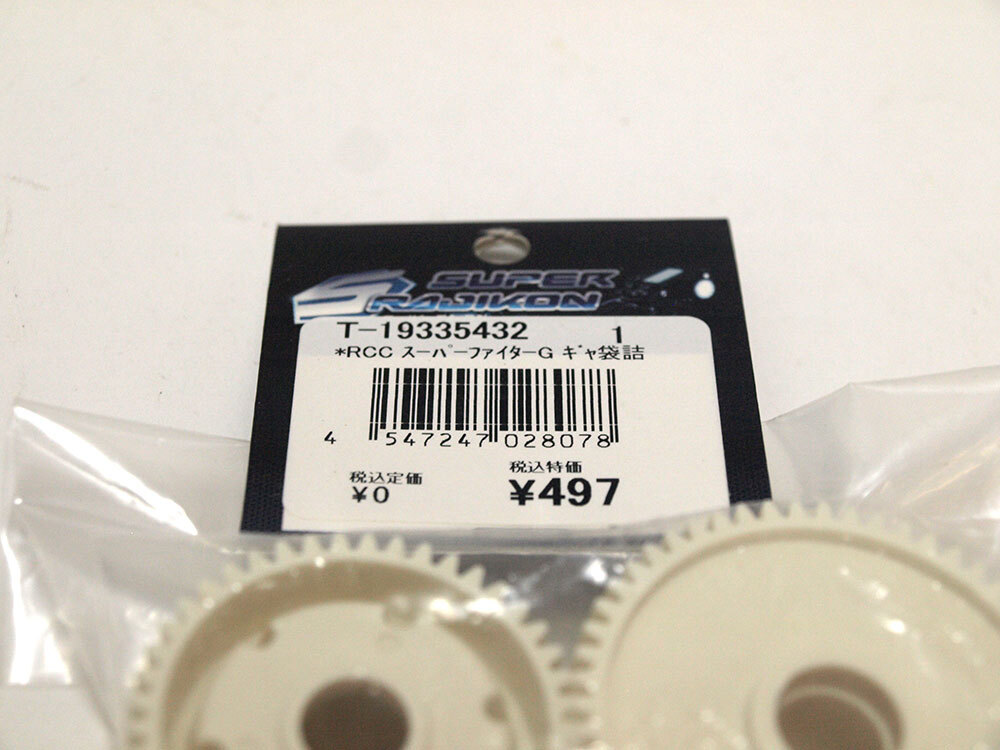 SUPER
RAJIKON
T-19335432 1
*RCC スーパーファイターG ギャ袋詰
4 547247 028078
税込定価 税込特価
¥0 ¥497